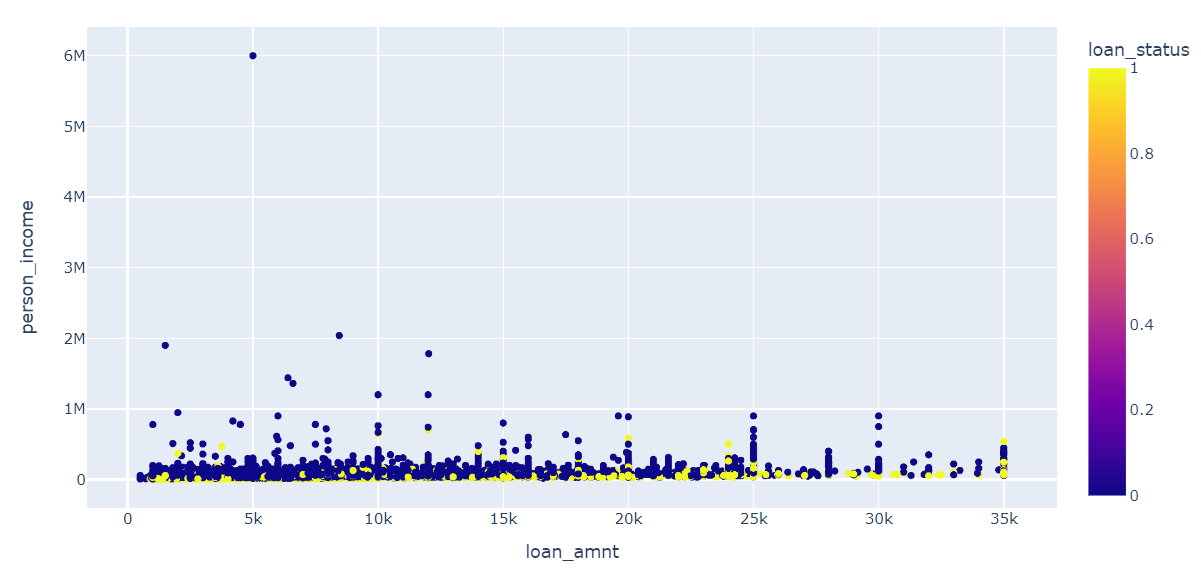 loan_status
1
0.8
0.6
0.4
0.2
0
person_income
6M
5M
4M
3M
2M
1M
0
0 5k 10k 15k 20k 25k 30k 35k
loan_amnt